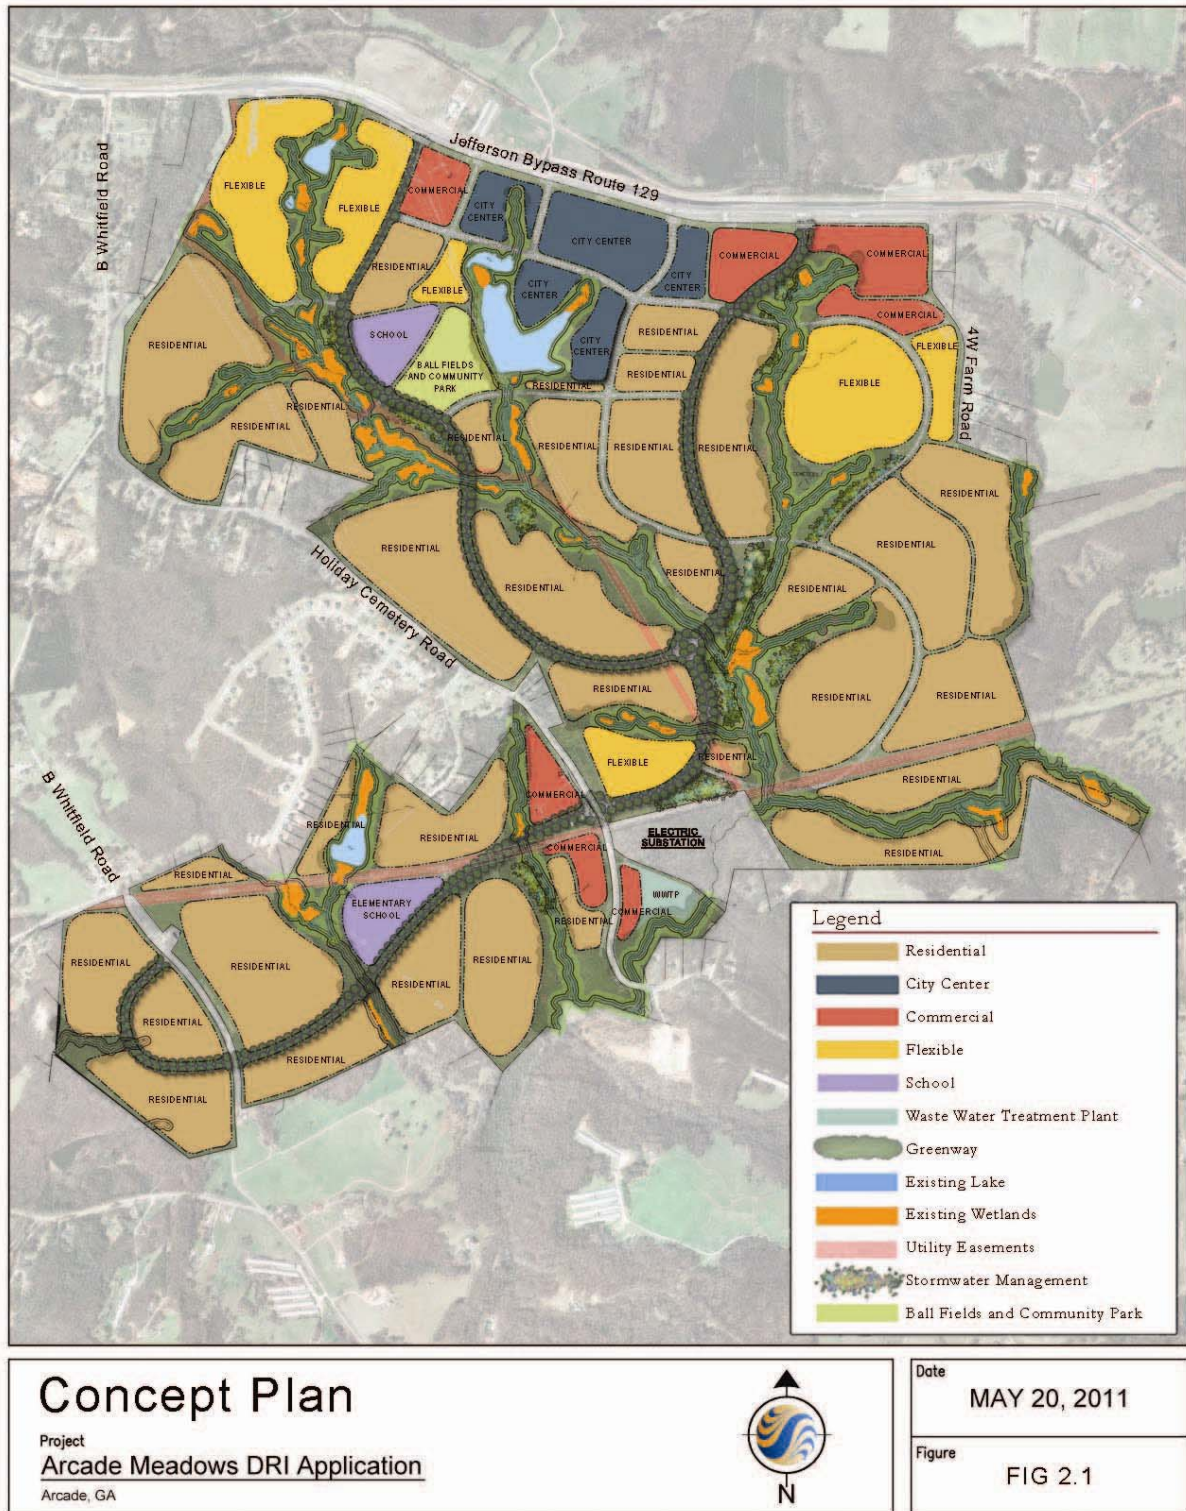 Jefferson Bypass Route 129
B Whitfield Road
FLEXIBLE
FLEXIBLE
COMMERCIAL
CITY
CENTER
CITY CENTER
CITY
CENTER
COMMERCIAL
COMMERCIAL
RESIDENTIAL
FLEXIBLE
CITY
CENTER
COMMERCIAL
SCHOOL
BALL FIELDS
AND COMMUNITY
PARK
CITY
CENTER
RESIDENTIAL
FLEXIBLE
4W Farm Road
RESIDENTIAL
RESIDENTIAL
RESIDENTIAL
FLEXIBLE
RESIDENTIAL
RESIDENTIAL
RESIDENTIAL
RESIDENTIAL
RESIDENTIAL
RESIDENTIAL
RESIDENTIAL
RESIDENTIAL
Holiday Cemetery Road
RESIDENTIAL
RESIDENTIAL
RESIDENTIAL
RESIDENTIAL
RESIDENTIAL
RESIDENTIAL
RESIDENTIAL
RESIDENTIAL
FLEXIBLE
RESIDENTIAL
RESIDENTIAL
B Whitfield Road
RESIDENTIAL
RESIDENTIAL
COMMERCIAL
COMMERCIAL
ELECTRIC
SUBSTATION
RESIDENTIAL
RESIDENTIAL
ELEMENTARY
SCHOOL
RESIDENTIAL
COMMERCIAL
WWTP
RESIDENTIAL
RESIDENTIAL
RESIDENTIAL
RESIDENTIAL
RESIDENTIAL
RESIDENTIAL
RESIDENTIAL
Legend
Residential
City Center
Commercial
Flexible
School
Waste Water Treatment Plant
Greenway
Existing Lake
Existing Wetlands
Utility Easements
Stormwater Management
Ball Fields and Community Park
Concept Plan
Project
Arcade Meadows DRI Application
Arcade, GA
N
Date
MAY 20, 2011
Figure
FIG 2.1